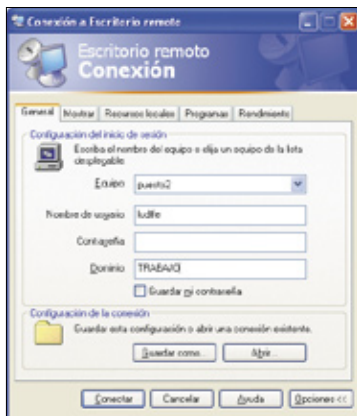 Conexión a Escritorio remoto
Escritorio remoto
Conexión
General Mostrar Recursos locales Programas Rendimiento
Configuración del inicio de sesión
Escriba el nombre del equipo o elija un equipo de la lista
desplegable
Equipo puesto2
Nombre de usuario ludife
Contraseña
Dominio TRABAJO
Guardar mi contraseña
Configuración de la conexión
Guardar esta configuración o abrir una conexión existente.
Guardar como... Abrir...
Conectar Cancelar Ayuda Opciones <<